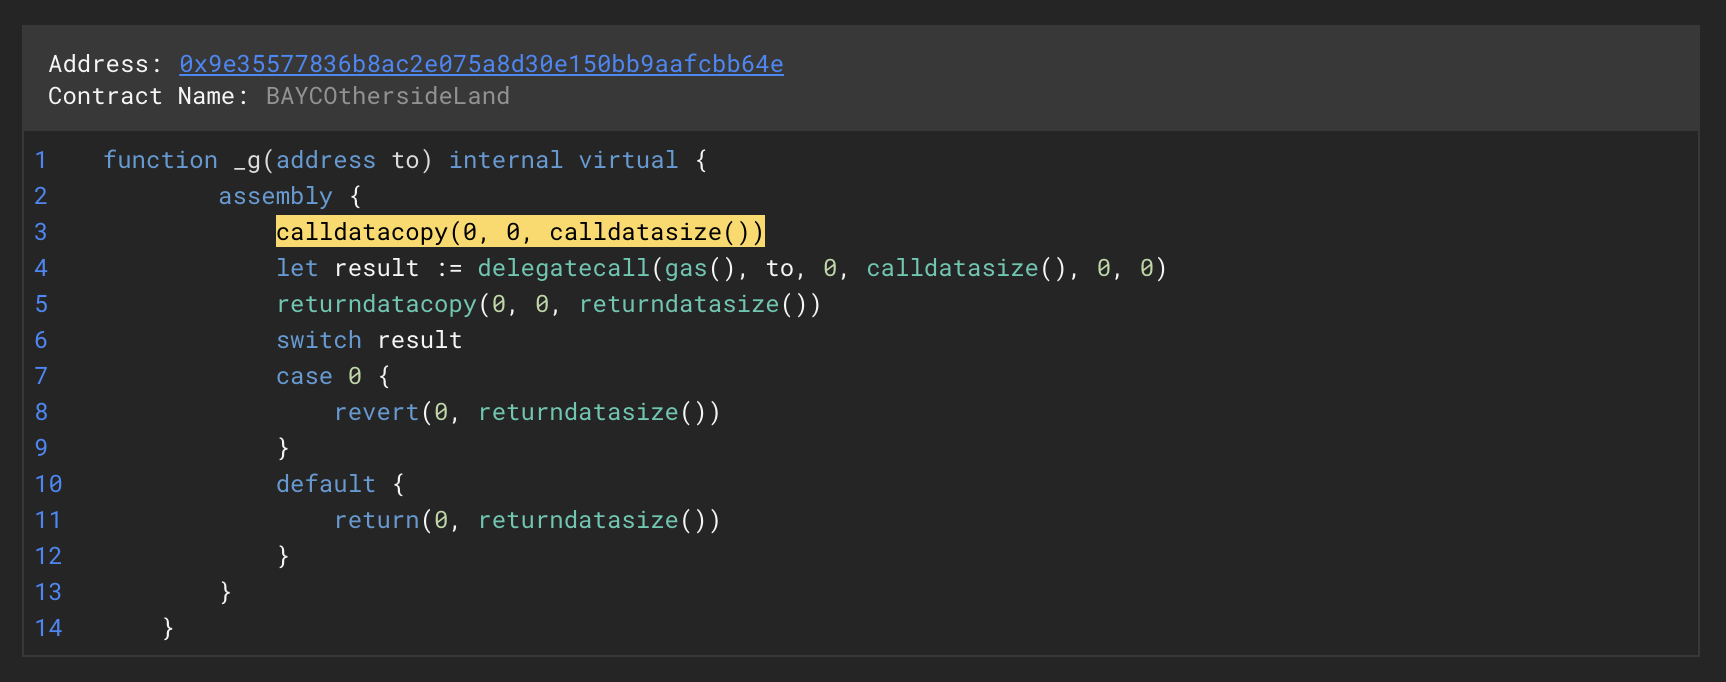 Address: 0x9e35577836b8ac2e075a8d30e150bb9aafcbb64e
Contract Name: BAYCOthersideLand
1 function _g(address to) internal virtual {
2 assembly {
3 calldatacopy(0, 0, calldatasize())
4 let result := delegatecall(gas(), to, 0, calldatasize(), 0, 0)
5 returndatacopy(0, 0, returndatasize())
6 switch result
7 case 0 {
8 revert(0, returndatasize())
9 }
10 default {
11 return(0, returndatasize())
12 }
13 }
14 }